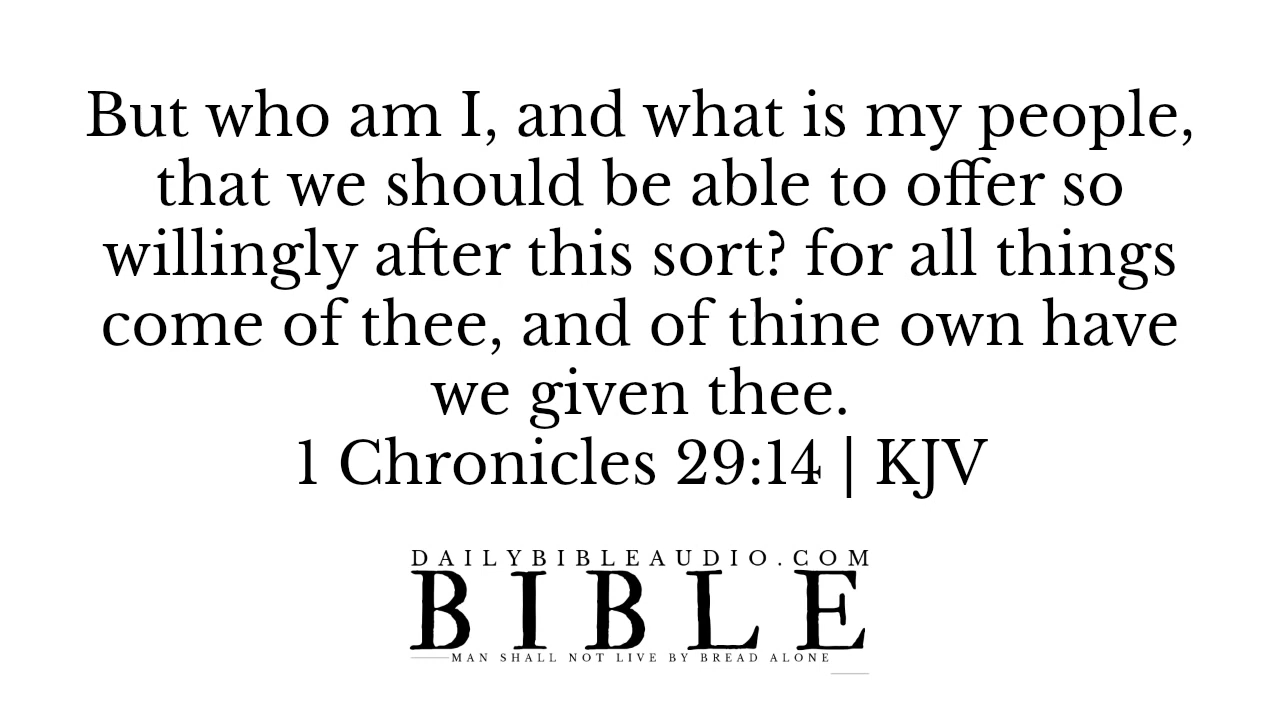 But who am I, and what is my people,
that we should be able to offer so
willingly after this sort? for all things
come of thee, and of thine own have
we given thee.
1 Chronicles 29:14 | KJV
DAILYBIBLEAUDIO.COM
BIBLE
MAN SHALL NOT LIVE BY BREAD ALONE